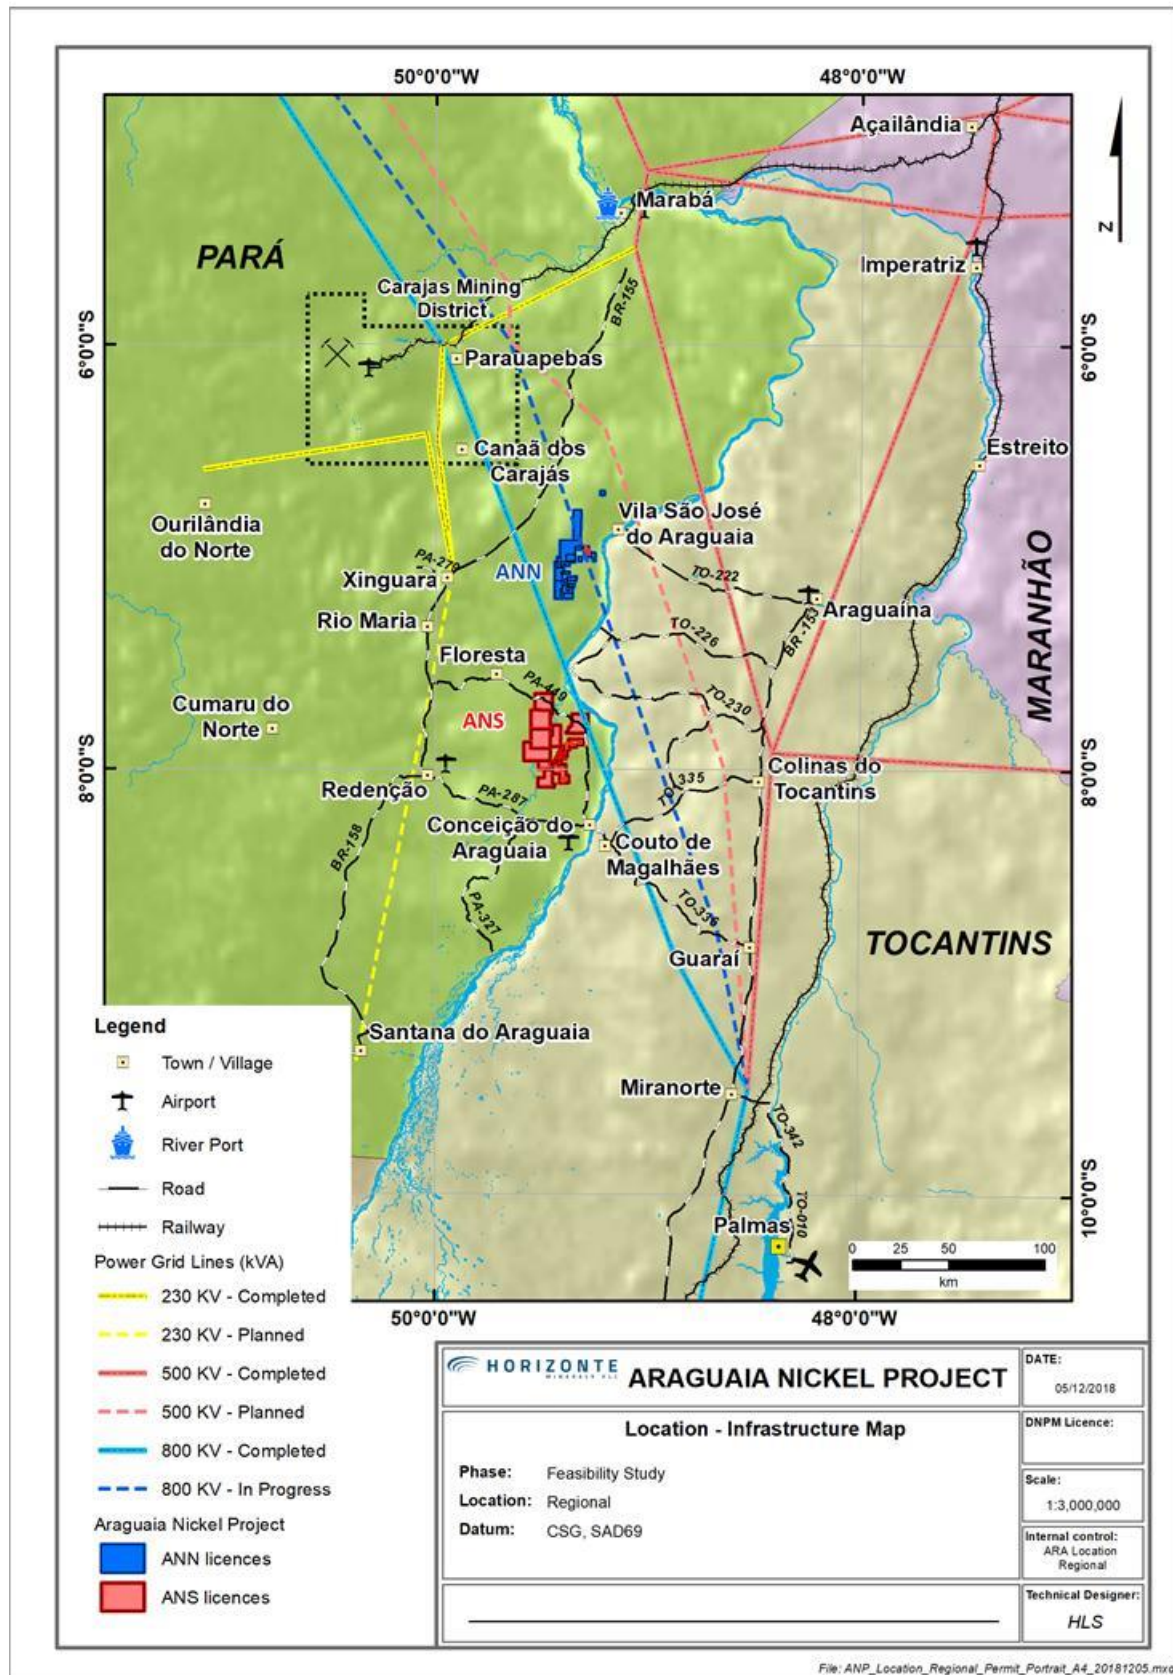 50°0'0"W
48°0'0"W
Açailândia
Marabá
PARÁ
Z
Imperatriz
Carajas Mining
District
BR-155
6°0'0"S
6°0'0"S
Parauapebas
Estreito
Canaã dos
Carajás
Ourilândia
do Norte
Vila São José
do Araguaia
PA-279
ANN
TO-222
MARANHÃO
Xinguara
Araguaína
Rio Maria
TO-226
BR-153
Floresta
PA-449
TO-230
Cumaru do
Norte
ANS
8°0'0"S
8°0'0"S
Colinas do
Tocantins
Redenção
PA-287
TO-335
Conceição do
Araguaia
Couto de
Magalhães
BR-158
PA-327
TO-336
TOCANTINS
Guaraí
Legend
Santana do Araguaia
Town / Village
Miranorte
Airport
TO-342
River Port
10°0'0"S
Road
TO-010
Railway
Palmas
Power Grid Lines (kVA)
0 25 50 100
km
230 KV - Completed
50°0'0"W
48°0'0"W
230 KV - Planned
500 KV - Completed
500 KV - Planned
800 KV - Completed
800 KV - In Progress
Araguaia Nickel Project
ANN licences
ANS licences
HORIZONTE
MINERALS PLC
ARAGUAIA NICKEL PROJECT
DATE:
05/12/2018
Location - Infrastructure Map
DNPM Licence:
Phase: Feasibility Study
Location: Regional
Datum: CSG, SAD69
Scale:
1:3,000,000
Internal control:
ARA Location
Regional
Technical Designer:
HLS
File: ANP_Location_Regional_Permit_Portrait_A4_20181205.mxd